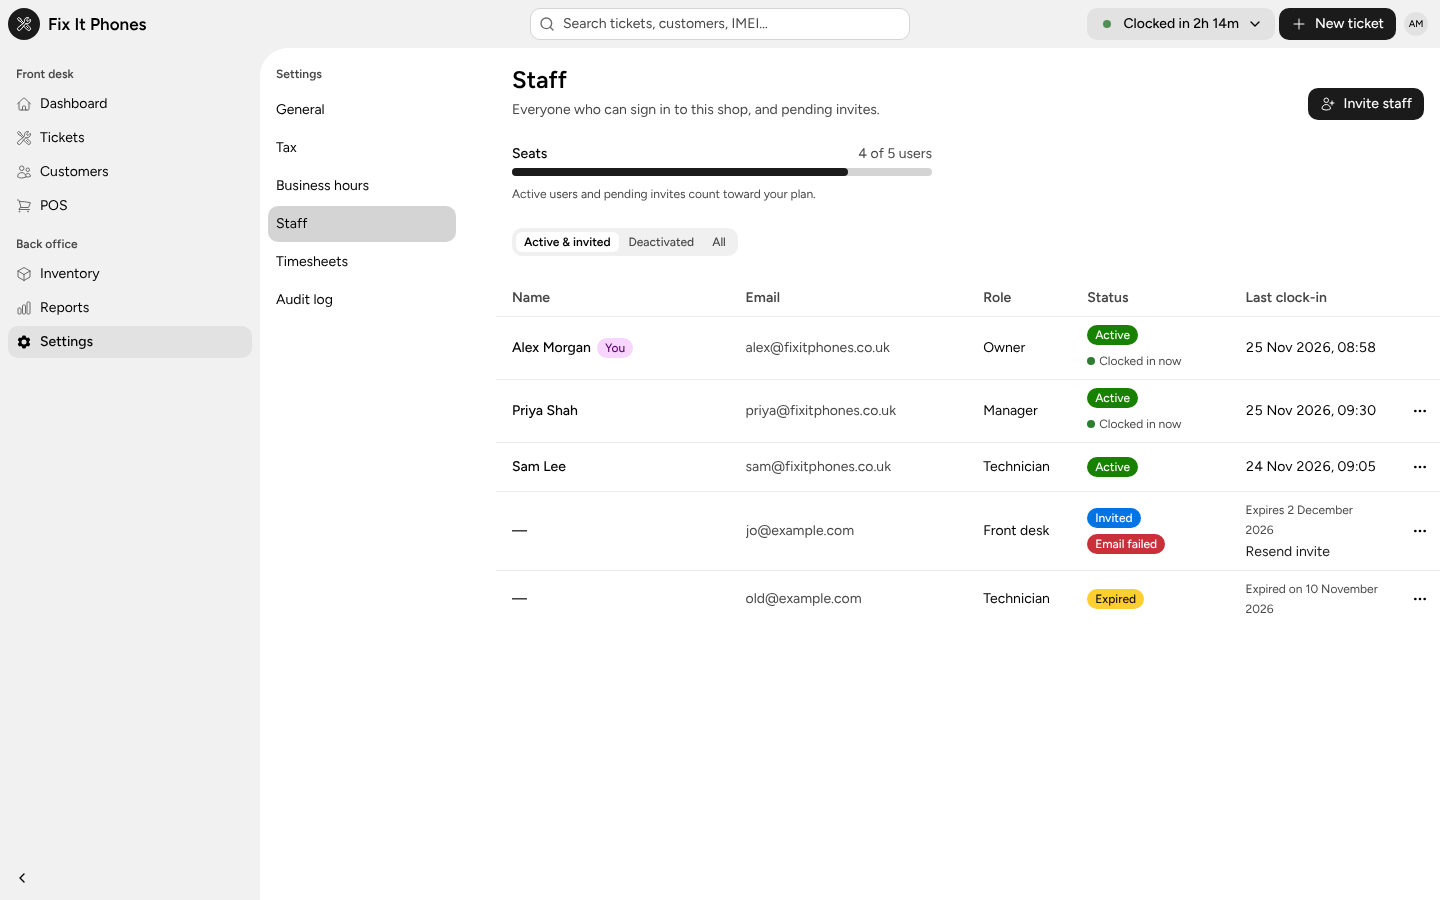 Fix It Phones
Search tickets, customers, IMEI...
Clocked in 2h 14m
New ticket
AM
Front desk
Dashboard
Tickets
Customers
POS
Back office
Inventory
Reports
Settings
Settings
General
Tax
Business hours
Staff
Timesheets
Audit log
Staff
Everyone who can sign in to this shop, and pending invites.
Invite staff
Seats
4 of 5 users
Active users and pending invites count toward your plan.
Active & invited Deactivated All
Name Email Role Status Last clock-in
Alex Morgan You alex@fixitphones.co.uk Owner Active 25 Nov 2026, 08:58
Clocked in now
Priya Shah priya@fixitphones.co.uk Manager Active 25 Nov 2026, 09:30
Clocked in now
Sam Lee sam@fixitphones.co.uk Technician Active 24 Nov 2026, 09:05
— jo@example.com Front desk Invited Expires 2 December
2026
Email failed Resend invite
— old@example.com Technician Expired Expired on 10 November
2026